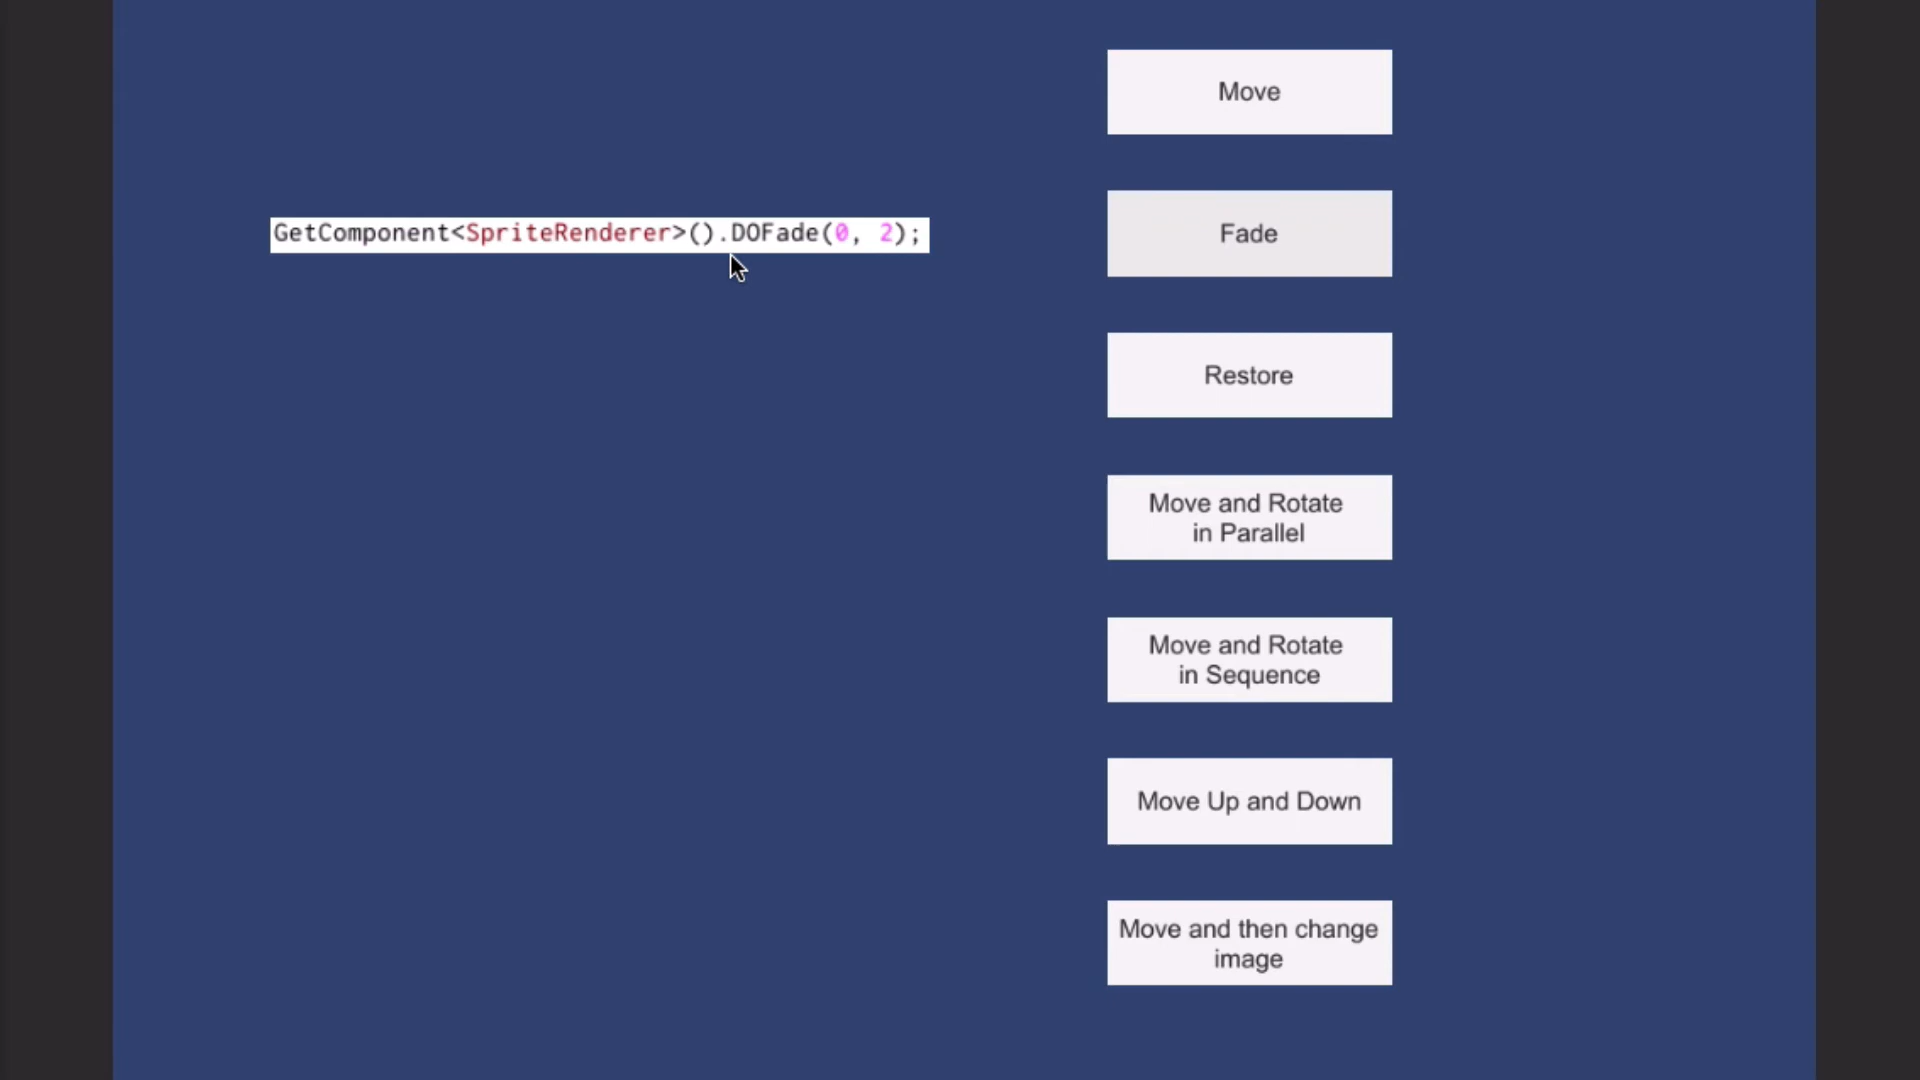 Move
GetComponent<SpriteRenderer>().DOFade(0, 2);
Fade
Restore
Move and Rotate
in Parallel
Move and Rotate
in Sequence
Move Up and Down
Move and then change
image